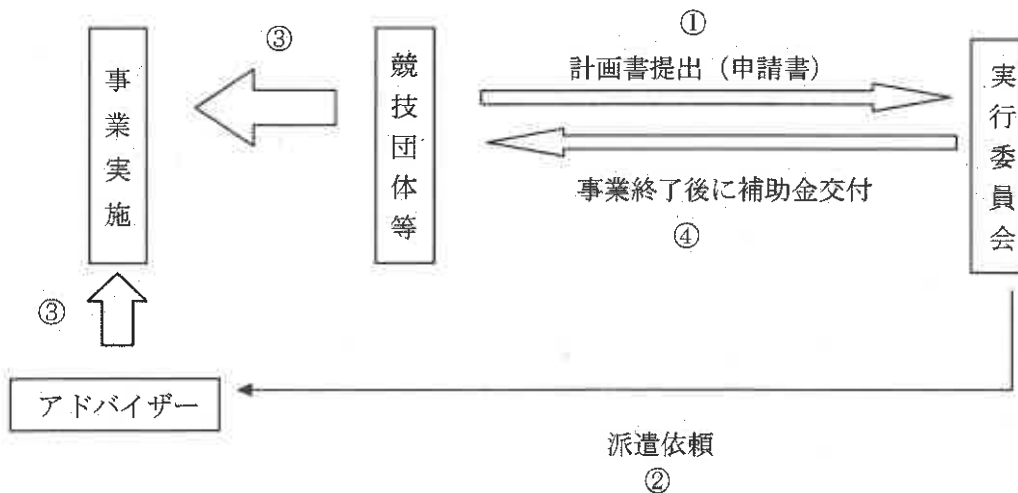 ①
計画書提出（申請書）
③
事業実施
競技団体等
実行委員会
事業終了後に補助金交付
④
③
アドバイザー
派遣依頼
②